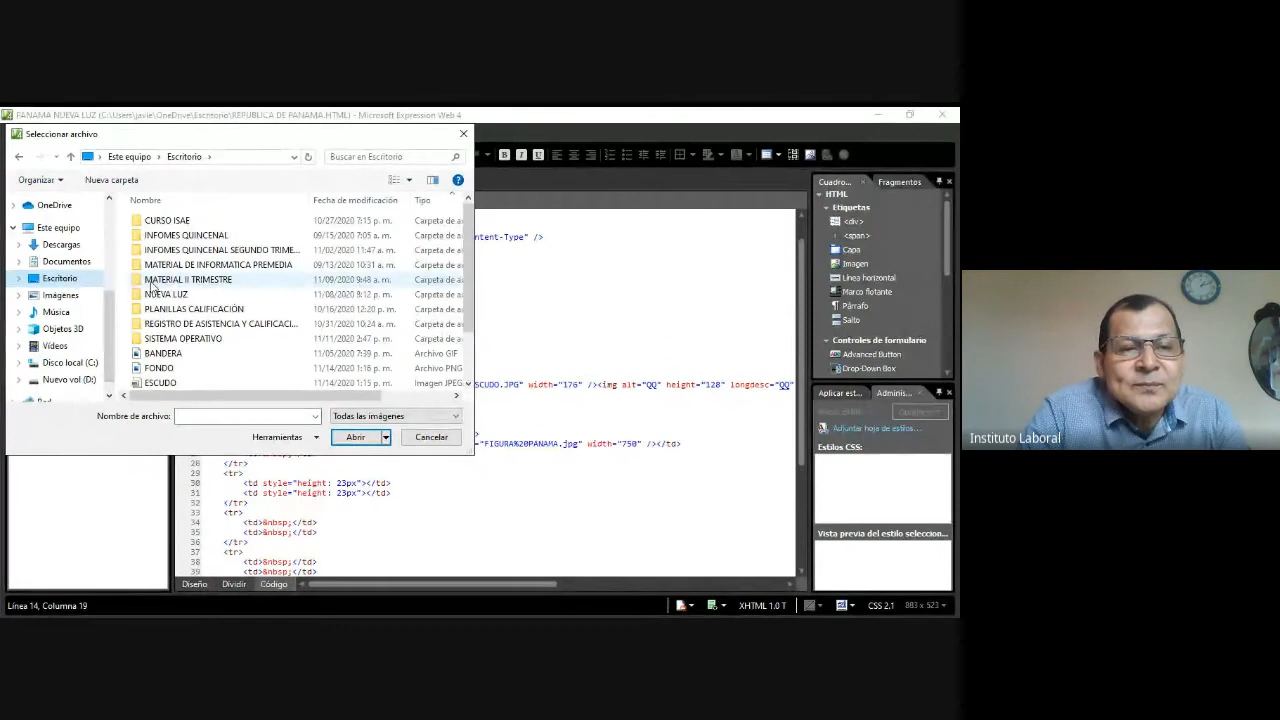 PANAMA NUEVA LUZ (C:\Users\javie\OneDrive\Escritorio\REPUBLICA DE PANAMA.HTML) - Microsoft Expression Web 4
Seleccionar archivo
Este equipo > Escritorio >
Buscar en Escritorio
Organizar
Nueva carpeta
Nombre
Fecha de modificación
Tipo
OneDrive
Este equipo
Descargas
Documentos
Escritorio
Imágenes
Música
Objetos 3D
Vídeos
Disco local (C:)
Nuevo vol (D:)
CURSO ISAE 10/27/2020 7:15 p. m. Carpeta de a
INFOMES QUINCENAL 09/15/2020 7:05 a. m. Carpeta de a
INFOMES QUINCENAL SEGUNDO TRIME... 11/02/2020 11:47 a. m. Carpeta de a
MATERIAL DE INFORMATICA PREMEDIA 09/13/2020 10:31 a. m. Carpeta de a
MATERIAL II TRIMESTRE 11/09/2020 9:48 a. m. Carpeta de a
NUEVA LUZ 11/08/2020 8:12 p. m. Carpeta de a
PLANILLAS CALIFICACIÓN 10/16/2020 12:20 p. m. Carpeta de a
REGISTRO DE ASISTENCIA Y CALIFICACI... 10/31/2020 10:24 a. m. Carpeta de a
SISTEMA OPERATIVO 11/11/2020 2:47 p. m. Carpeta de a
BANDERA 11/05/2020 7:39 p. m. Archivo GIF
FONDO 11/14/2020 1:16 p. m. Archivo PNG
ESCUDO 11/14/2020 1:15 p. m. Imagen JPEG
Nombre de archivo:
Todas las imágenes
Herramientas
Abrir
Cancelar
B I U
ntent-Type" />
SCUDO.JPG" width="176" /><img alt="QQ" height="128" longdesc="QQ"
="FIGURA%20PANAMA.jpg" width="750" /></td>
28 </tr>
29 <tr>
30 <td style="height: 23px"></td>
31 <td style="height: 23px"></td>
32 </tr>
33 <tr>
34 <td>&nbsp;</td>
35 <td>&nbsp;</td>
36 </tr>
37 <tr>
38 <td>&nbsp;</td>
39 <td>&nbsp;</td>
Diseño
Dividir
Código
Línea 14, Columna 19
XHTML 1.0 T
CSS 2.1
883 x 523
Cuadro...
Fragmentos
HTML
Etiquetas
<div>
<span>
Capa
Imagen
Línea horizontal
Marco flotante
Párrafo
Salto
Controles de formulario
Advanced Button
Drop-Down Box
Aplicar est...
Adminis...
Adjuntar hoja de estilos...
Estilos CSS:
Vista previa del estilo seleccion...
Instituto Laboral